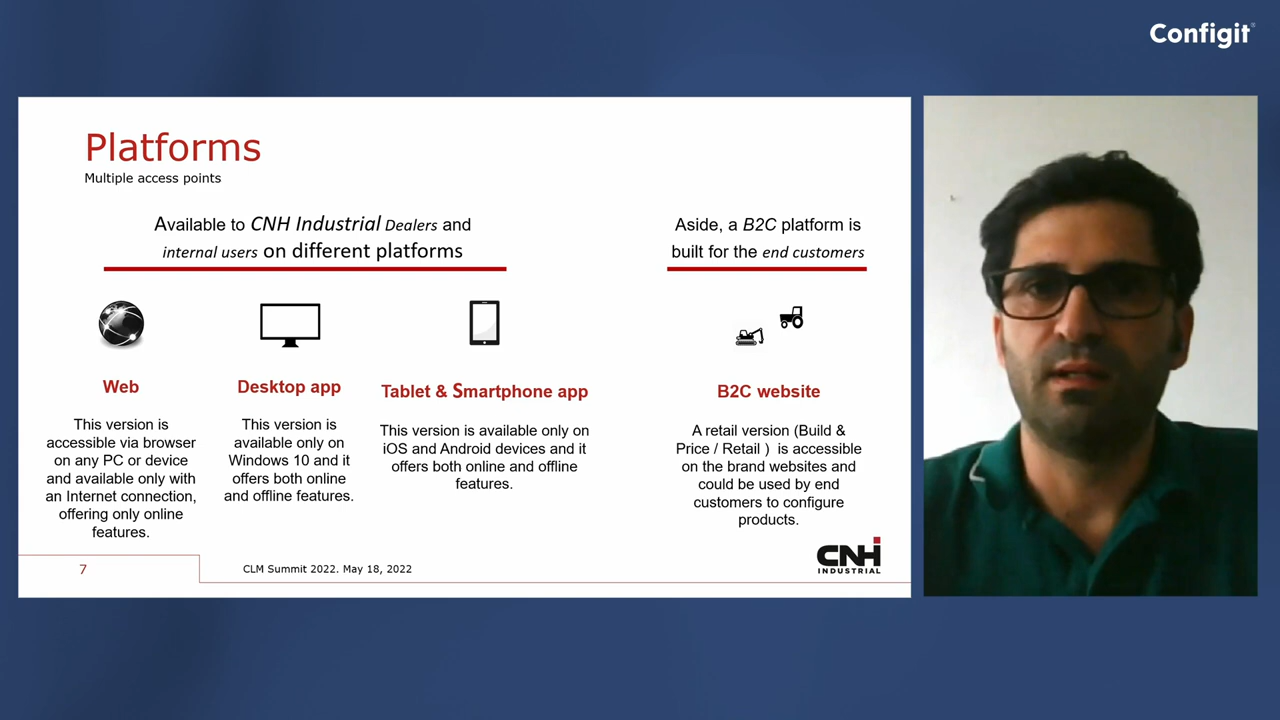 Configit
Platforms
Multiple access points
Available to CNH Industrial Dealers and
internal users on different platforms
Aside, a B2C platform is
built for the end customers
Web
This version is
accessible via browser
on any PC or device
and available only with
an Internet connection,
offering only online
features.
Desktop app
This version is
available only on
Windows 10 and it
offers both online
and offline features.
Tablet & Smartphone app
This version is available only on
iOS and Android devices and it
offers both online and offline
features.
B2C website
A retail version (Build &
Price / Retail ) is accessible
on the brand websites and
could be used by end
customers to configure
products.
7
CLM Summit 2022. May 18, 2022
CNH
INDUSTRIAL